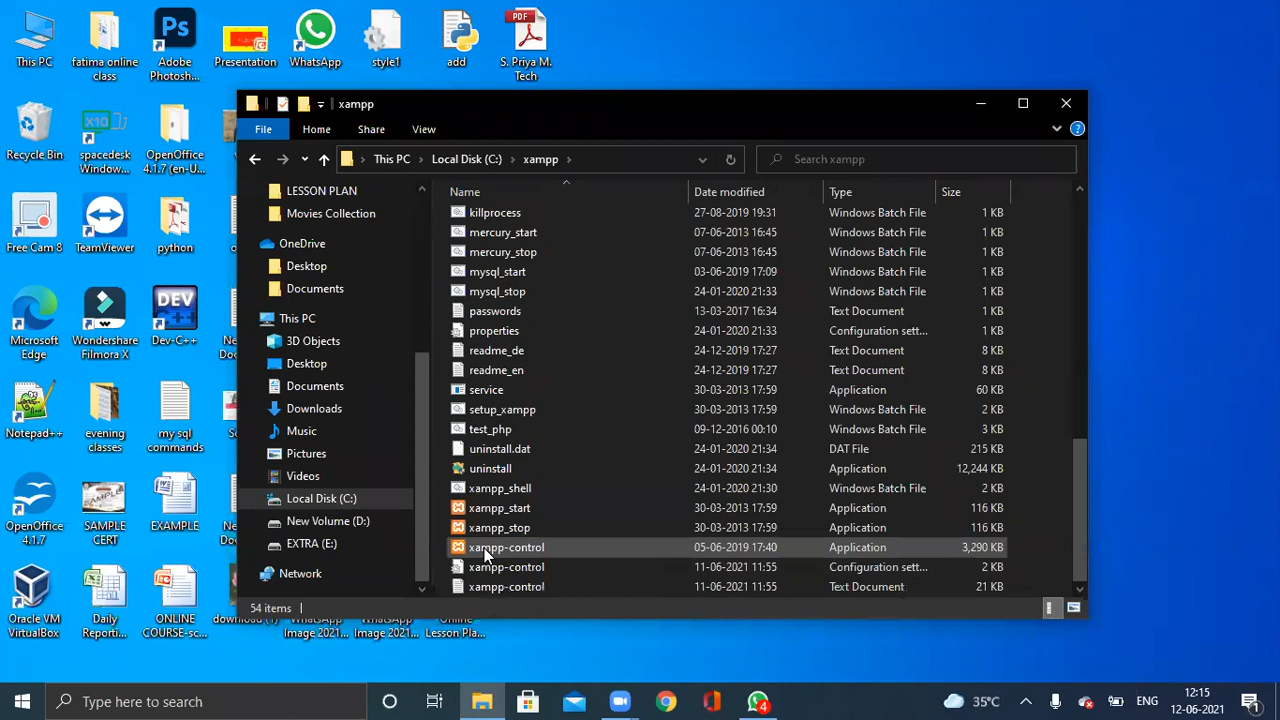 This PC
fatima online
class
Ps
Adobe
Photosh...
Presentation
WhatsApp
style1
add
PDF
S. Priya M.
Tech
Recycle Bin
X10
spacedesk
Window...
OpenOffice
4.1.7 (en-U...
Free Cam 8
TeamViewer
python
Microsoft
Edge
Wondershare
Filmora X
DEV
C++
Dev-C++
Notepad++
evening
classes
my sql
commands
OpenOffice
4.1.7
SAMPLE
CERT
EXAMPLE
Oracle VM
VirtualBox
Daily
Reporti...
ONLINE
COURSE-sc...
download (1)
WhatsApp
Image 2021...
WhatsApp
Image 2021...
Online
Lesson Pla...
xampp
File
Home
Share
View
This PC
Local Disk (C:)
xampp
Search xampp
LESSON PLAN
Movies Collection
OneDrive
Desktop
Documents
This PC
3D Objects
Desktop
Documents
Downloads
Music
Pictures
Videos
Local Disk (C:)
New Volume (D:)
EXTRA (E:)
Network
Name Date modified Type Size
killprocess 27-08-2019 19:31 Windows Batch File 1 KB
mercury_start 07-06-2013 16:45 Windows Batch File 1 KB
mercury_stop 07-06-2013 16:45 Windows Batch File 1 KB
mysql_start 03-06-2019 17:09 Windows Batch File 1 KB
mysql_stop 24-01-2020 21:33 Windows Batch File 1 KB
passwords 13-03-2017 16:34 Text Document 1 KB
properties 24-01-2020 21:33 Configuration sett... 1 KB
readme_de 24-12-2019 17:27 Text Document 8 KB
readme_en 24-12-2019 17:27 Text Document 8 KB
service 30-03-2013 17:59 Application 60 KB
setup_xampp 30-03-2013 17:59 Windows Batch File 2 KB
test_php 09-12-2016 00:10 Windows Batch File 3 KB
uninstall.dat 24-01-2020 21:34 DAT File 215 KB
uninstall 24-01-2020 21:34 Application 12,244 KB
xampp_shell 24-01-2020 21:30 Windows Batch File 2 KB
xampp_start 30-03-2013 17:59 Application 116 KB
xampp_stop 30-03-2013 17:59 Application 116 KB
xampp-control 05-06-2019 17:40 Application 3,290 KB
xampp-control 11-06-2021 11:55 Configuration sett... 2 KB
xampp-control 11-06-2021 11:55 Text Document 21 KB
54 items
Type here to search
4
35°C
ENG
12:15
12-06-2021
1